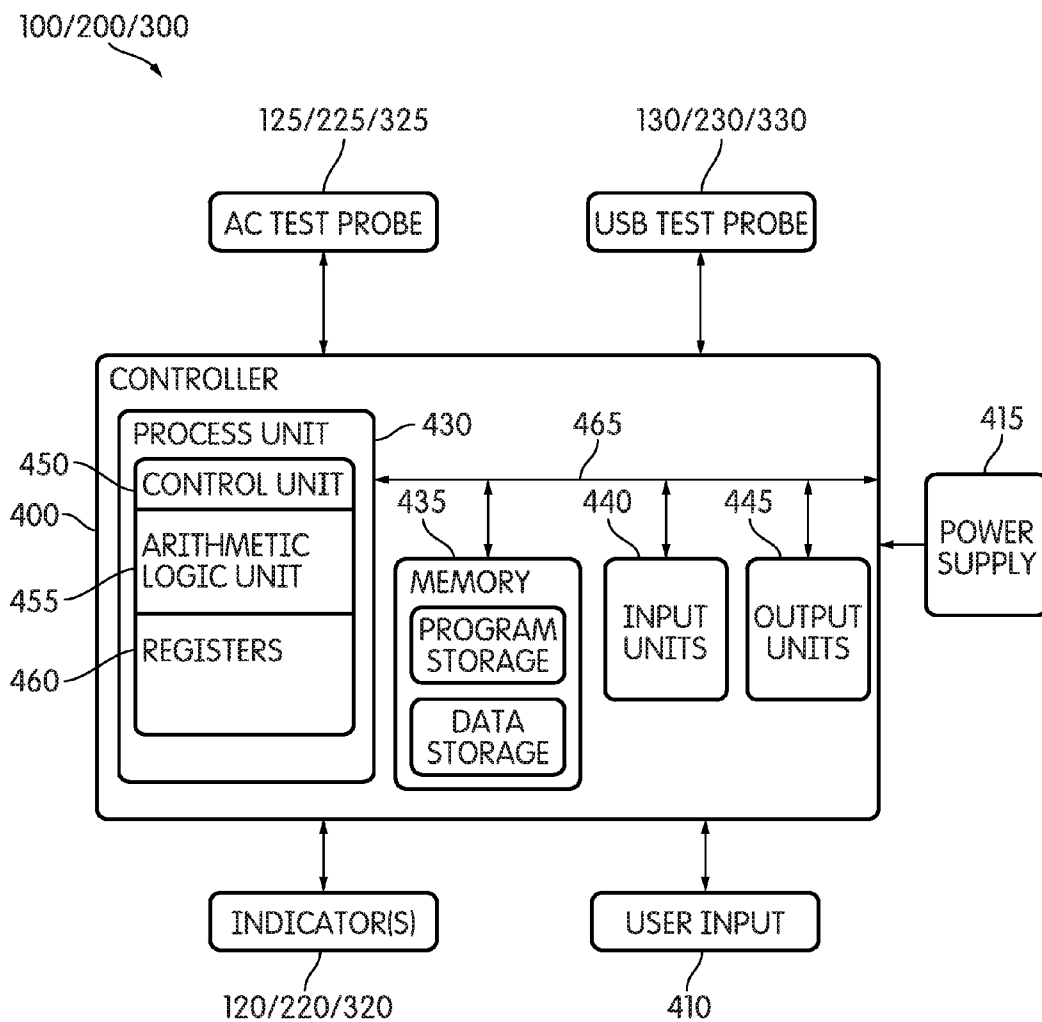 100/200/300
125/225/325
130/230/330
AC TEST PROBE
USB TEST PROBE
CONTROLLER
PROCESS UNIT
430
465
415
450
CONTROL UNIT
400
435
440
445
ARITHMETIC
LOGIC UNIT
455
POWER
SUPPLY
MEMORY
PROGRAM
STORAGE
INPUT
UNITS
OUTPUT
UNITS
REGISTERS
460
DATA
STORAGE
INDICATOR(S)
USER INPUT
120/220/320
410